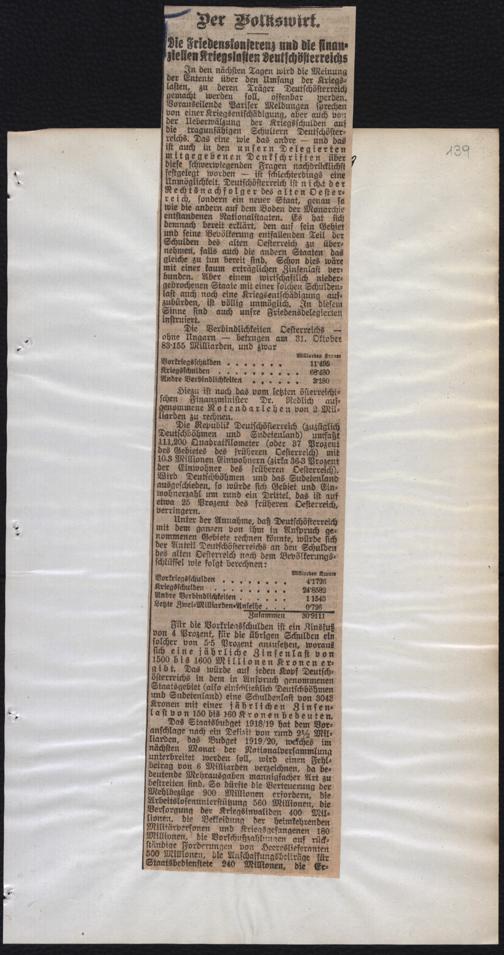 Der Volkswirt.
Die Friedenskonferenz und die finan-
ziellen Kriegslasten Deutschösterreichs
In den nächsten Tagen wird die Meinung
der Entente über den Umfang der Kriegs-
lasten, zu deren Träger Deutschösterreich
gemacht werden soll, offenbar werden.
Vorauseilende Pariser Meldungen sprechen
von einer Kriegsentschädigung, aber auch von
der Ueberwälzung der Kriegsschulden auf
die tragunfähigen Schultern Deutschöster-
reichs. Das eine wie das andre — und das
ist auch in den unsern Delegierten
mitgegebenen Denkschriften über
diese schwerwiegenden Fragen nachdrücklichst
festgelegt worden — ist schlechterdings eine
Unmöglichkeit. Deutschösterreich ist nicht der
Rechtsnachfolger des alten Oester-
reich, sondern ein neuer Staat, genau so
wie die andern auf dem Boden der Monarchie
entstandenen Nationalstaaten. Es hat sich
demnach bereit erklärt, den auf sein Gebiet
und seine Bevölkerung entfallenden Teil der
Schulden des alten Oesterreich zu über-
nehmen, falls auch die andern Staaten das
gleiche zu tun bereit sind. Schon dies wäre
mit einer kaum erträglichen Zinsenlast ver-
bunden. Aber einem wirtschaftlich nieder-
gebrochenen Staate mit einer solchen Schulden-
last auch noch eine Kriegsentschädigung auf-
zubürden, ist völlig unmöglich. In diesem
Sinne sind auch unsre Friedensdelegierten
instruiert.
Die Verbindlichkeiten Oesterreichs —
ohne Ungarn — betrugen am 31. Oktober
83·155 Milliarden, und zwar
Milliarden Kronen
Vorkriegsschulden . . . . . . 11·495
Kriegsschulden . . . . . . . 68·480
Andre Verbindlichkeiten . . . . . 3·180
Hiezu ist noch das vom letzten österreichi-
schen Finanzminister Dr. Redlich auf-
genommene Notendarlehen von 2 Mil-
liarden zu rechnen.
Die Republik Deutschösterreich (zuzüglich
Deutschböhmen und Sudetenland) umfaßt
111,200 Quadratkilometer (oder 37 Prozent
des Gebietes des früheren Oesterreich) mit
10.3 Millionen Einwohnern (zirka 36·3 Prozent
der Einwohner des früheren Oesterreich).
Wird Deutschböhmen und das Sudetenland
ausgeschieden, so würde sich Gebiet und Ein-
wohnerzahl um rund ein Drittel, das ist auf
etwa 25 Prozent des früheren Oesterreich,
verringern.
Unter der Annahme, daß Deutschösterreich
mit dem ganzen von ihm in Anspruch ge-
nommenen Gebiete rechnen könnte, würde sich
der Anteil Deutschösterreichs an den Schulden
des alten Oesterreich nach dem Bevölkerungs-
schlüssel wie folgt berechnen:
Milliarden Kronen
Vorkriegsschulden . . . . . . 4·1726
Kriegsschulden . . . . . . . 24·8582
Andre Verbindlichkeiten . . . . . 1·1543
Letzte Zwei-Milliarden-Anleihe . . . 0·726
Zusammen 30·9111
Für die Vorkriegsschulden ist ein Zinsfuß
von 4 Prozent, für die übrigen Schulden ein
solcher von 5·5 Prozent anzusetzen, woraus
sich eine jährliche Zinsenlast von
1500 bis 1600 Millionen Kronen er-
gibt. Das würde auf jeden Kopf Deutsch-
österreichs in dem in Anspruch genommenen
Staatsgebiet (also einschließlich Deutschböhmen
und Sudetenland) eine Schuldenlast von 3043
Kronen mit einer jährlichen Zinsen-
last von 150 bis 160 Kronen bedeuten.
Das Staatsbudget 1918/19 hat dem Vor-
anschlage nach ein Defizit von rund 2½ Mil-
liarden, das Budget 1919/20, welches im
nächsten Monat der Nationalversammlung
unterbreitet werden soll, wird einen Fehl-
betrag von 6 Milliarden verzeichnen, da be-
deutende Mehrausgaben mannigfacher Art zu
bestreiten sind. So dürfte die Verteuerung der
Mehlbezüge 900 Millionen erfordern, die
Arbeitslosenunterstützung 560 Millionen, die
Versorgung der Kriegsinvaliden 400 Mil-
lionen, die Bekleidung der heimkehrenden
Militärpersonen und Kriegsgefangenen 180
Millionen, die Vorschußzahlungen auf rück-
ständige Forderungen von Heereslieferanten
300 Millionen, die Anschaffungsbeiträge für
Staatsbedienstete 240 Millionen, die Er-
139